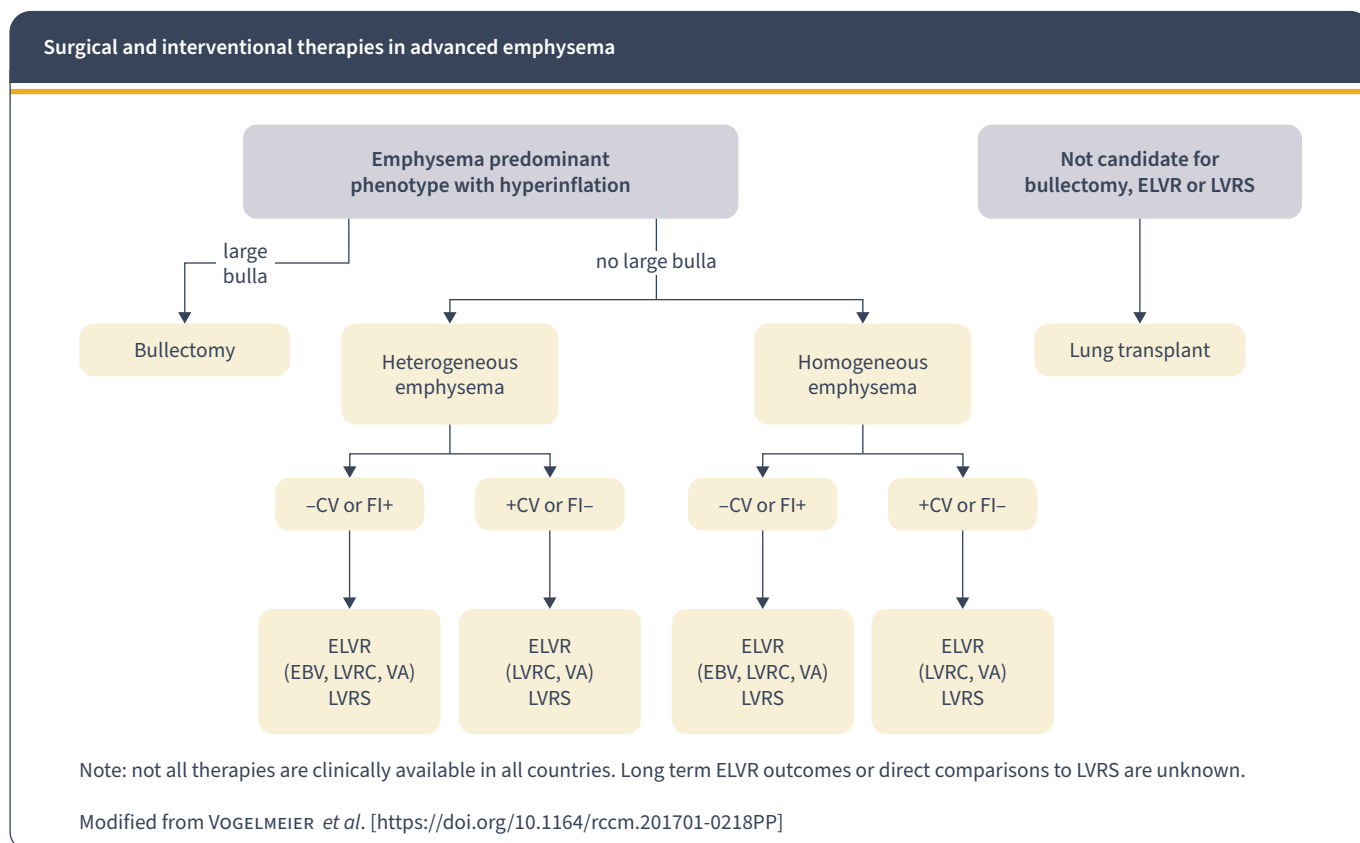 Surgical and interventional therapies in advanced emphysema
Emphysema predominant
phenotype with hyperinflation
Not candidate for
bullectomy, ELVR or LVRS
large
bulla
no large bulla
Bullectomy
Heterogeneous
emphysema
Homogeneous
emphysema
Lung transplant
–CV or FI+
+CV or FI–
–CV or FI+
+CV or FI–
ELVR
(EBV, LVRC, VA)
LVRS
ELVR
(LVRC, VA)
LVRS
ELVR
(EBV, LVRC, VA)
LVRS
ELVR
(LVRC, VA)
LVRS
Note: not all therapies are clinically available in all countries. Long term ELVR outcomes or direct comparisons to LVRS are unknown.
Modified from VOGELMEIER et al. [https://doi.org/10.1164/rccm.201701-0218PP]